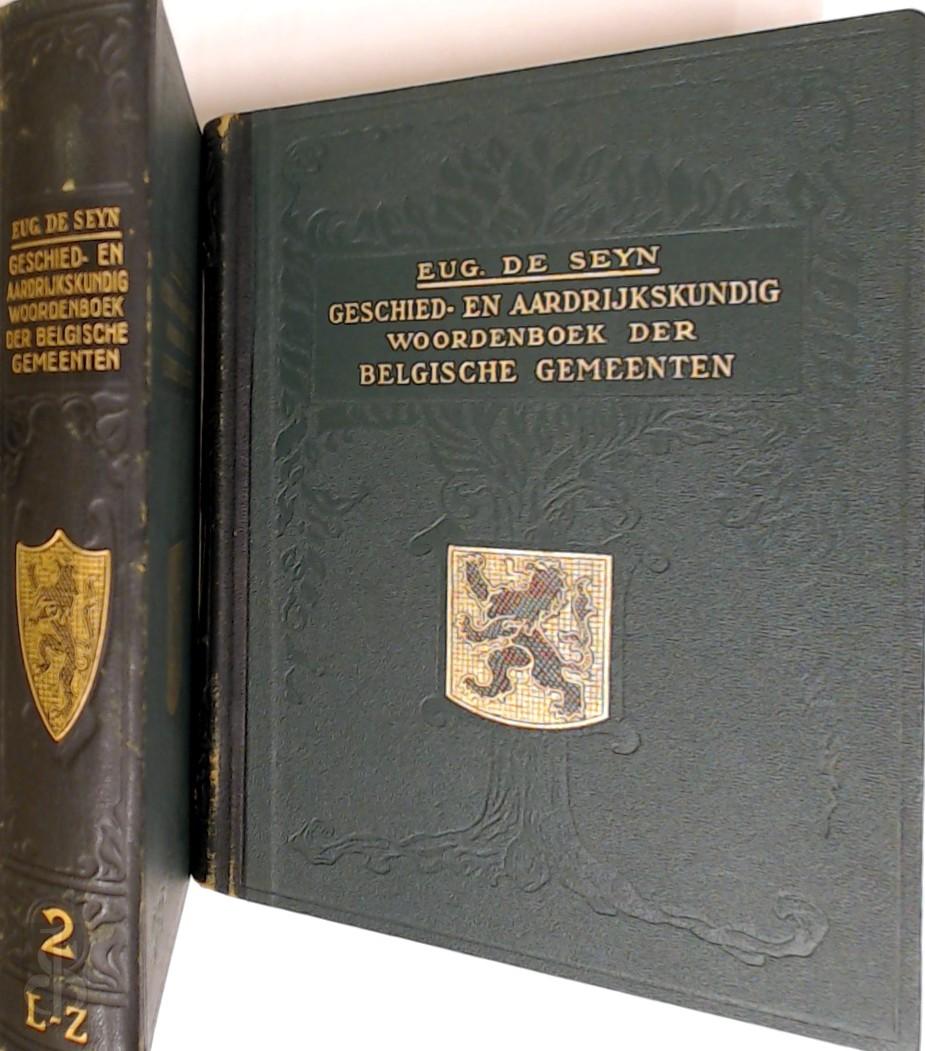 EUG. DE SEYN
GESCHIED- EN
AARDRIJKSKUNDIG
WOORDENBOEK
DER BELGISCHE
GEMEENTEN
2
L-Z
EUG. DE SEYN
GESCHIED- EN AARDRIJKSKUNDIG
WOORDENBOEK DER
BELGISCHE GEMEENTEN